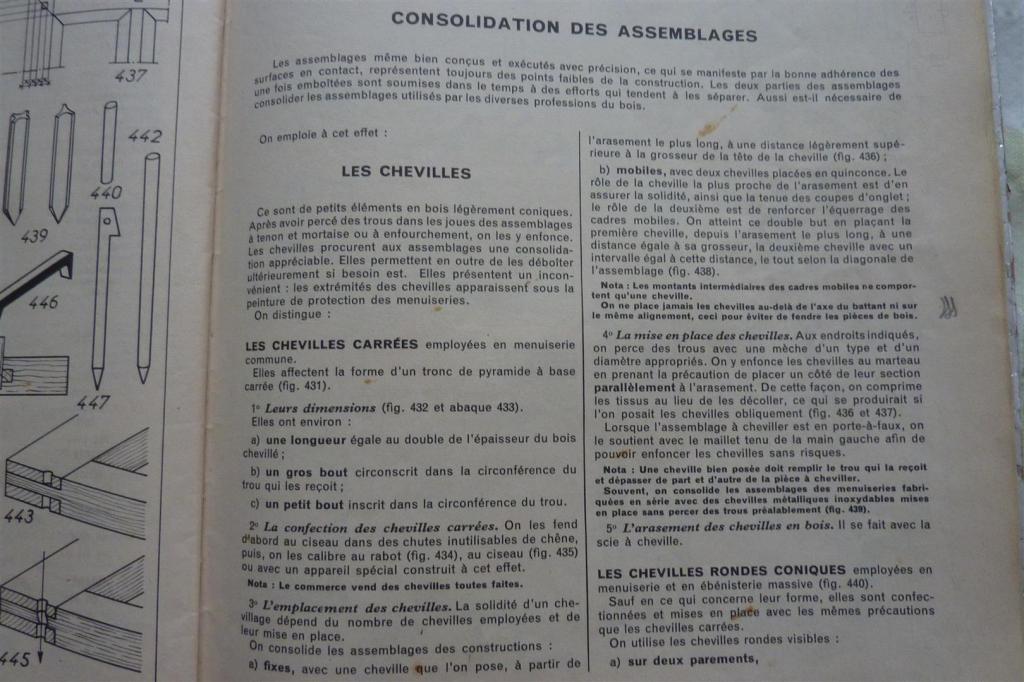 437
442
440
439
446
447
443
445
CONSOLIDATION DES ASSEMBLAGES
Les assemblages même bien conçus et exécutés avec précision, ce qui se manifeste par la bonne adhérence des
surfaces en contact, représentent toujours des points faibles de la construction. Les deux parties des assemblages
une fois emboîtées sont soumises dans le temps à des efforts qui tendent à les séparer. Aussi est-il nécessaire de
consolider les assemblages utilisés par les diverses professions du bois.
On emploie à cet effet :
LES CHEVILLES
Ce sont de petits éléments en bois légèrement coniques.
Après avoir percé des trous dans les joues des assemblages
à tenon et mortaise ou à enfourchement, on les y enfonce.
Les chevilles procurent aux assemblages une consolida-
tion appréciable. Elles permettent en outre de les déboîter
ultérieurement si besoin est. Elles présentent un incon-
vénient : les extrémités des chevilles apparaissent sous la
peinture de protection des menuiseries.
On distingue :
LES CHEVILLES CARRÉES employées en menuiserie
commune.
Elles affectent la forme d'un tronc de pyramide à base
carrée (fig. 431).
1° Leurs dimensions (fig. 432 et abaque 433).
Elles ont environ :
a) une longueur égale au double de l'épaisseur du bois
chevillé ;
b) un gros bout circonscrit dans la circonférence du
trou qui les reçoit ;
c) un petit bout inscrit dans la circonférence du trou.
2° La confection des chevilles carrées. On les fend
d'abord au ciseau dans des chutes inutilisables de chêne,
puis, on les calibre au rabot (fig. 434), au ciseau (fig. 435)
ou avec un appareil spécial construit à cet effet.
Nota : Le commerce vend des chevilles toutes faites.
3° L'emplacement des chevilles. La solidité d'un che-
village dépend du nombre de chevilles employées et de
leur mise en place.
On consolide les assemblages des constructions :
a) fixes, avec une cheville que l'on pose, à partir de
l'arasement le plus long, à une distance légèrement supé-
rieure à la grosseur de la tête de la cheville (fig. 436) ;
b) mobiles, avec deux chevilles placées en quinconce. Le
rôle de la cheville la plus proche de l'arasement est d'en
assurer la solidité, ainsi que la tenue des coupes d'onglet ;
le rôle de la deuxième est de renforcer l'équerrage des
cadres mobiles. On atteint ce double but en plaçant la
première cheville, depuis l'arasement le plus long, à une
distance égale à sa grosseur, la deuxième cheville avec un
intervalle égal à cette distance, le tout selon la diagonale de
l'assemblage (fig. 438).
Nota : Les montants intermédiaires des cadres mobiles ne compor-
tent qu'une cheville.
On ne place jamais les chevilles au-delà de l'axe du battant ni sur
le même alignement, ceci pour éviter de fendre les pièces de bois.
4° La mise en place des chevilles. Aux endroits indiqués,
on perce des trous avec une mèche d'un type et d'un
diamètre appropriés. On y enfonce les chevilles au marteau
en prenant la précaution de placer un côté de leur section
parallèlement à l'arasement. De cette façon, on comprime
les tissus au lieu de les décoller, ce qui se produirait si
l'on posait les chevilles obliquement (fig. 436 et 437).
Lorsque l'assemblage à cheviller est en porte-à-faux, on
le soutient avec le maillet tenu de la main gauche afin de
pouvoir enfoncer les chevilles sans risques.
Nota : Une cheville bien posée doit remplir le trou qui la reçoit
et dépasser de part et d'autre de la pièce à cheviller.
Souvent, on consolide les assemblages des menuiseries fabri-
quées en série avec des chevilles métalliques inoxydables mises
en place sans percer des trous préalablement (fig. 439).
5° L'arasement des chevilles en bois. Il se fait avec la
scie à cheville.
LES CHEVILLES RONDES CONIQUES employées en
menuiserie et en ébénisterie massive (fig. 440).
Sauf en ce qui concerne leur forme, elles sont confec-
tionnées et mises en place avec les mêmes précautions
que les chevilles carrées.
On utilise les chevilles rondes visibles :
a) sur deux parements,